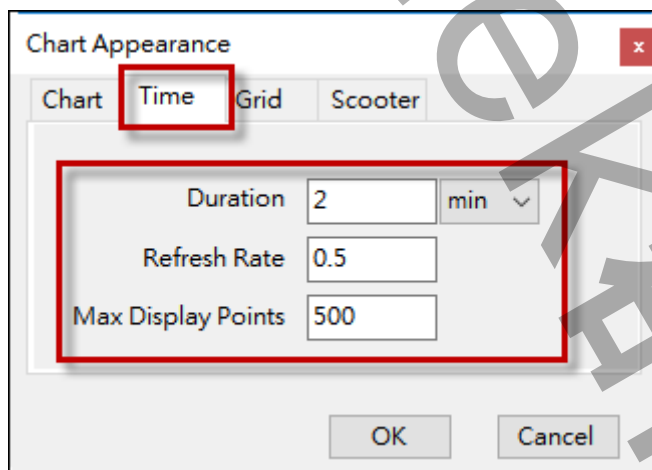 Chart Appearance
x
Chart Time Grid Scooter
Duration 2 min
Refresh Rate 0.5
Max Display Points 500
OK Cancel